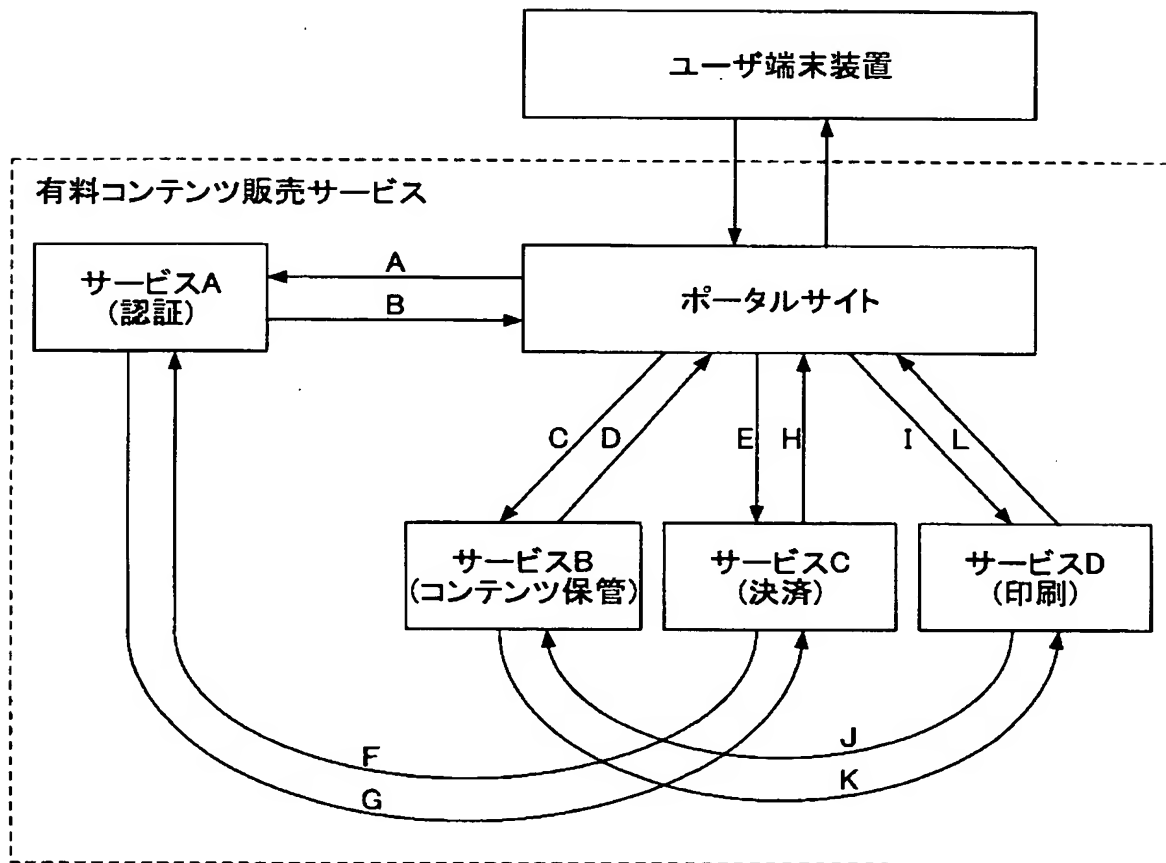 ユーザ端末装置
有料コンテンツ販売サービス
サービスA
(認証)
A
B
ポータルサイト
C
D
E
H
I
L
サービスB
(コンテンツ保管)
サービスC
(決済)
サービスD
(印刷)
F
G
J
K